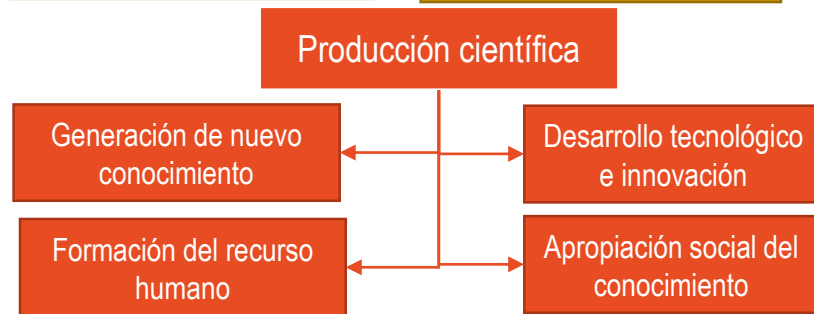 Producción científica
Generación de nuevo
conocimiento
Desarrollo tecnológico
e innovación
Formación del recurso
humano
Apropiación social del
conocimiento